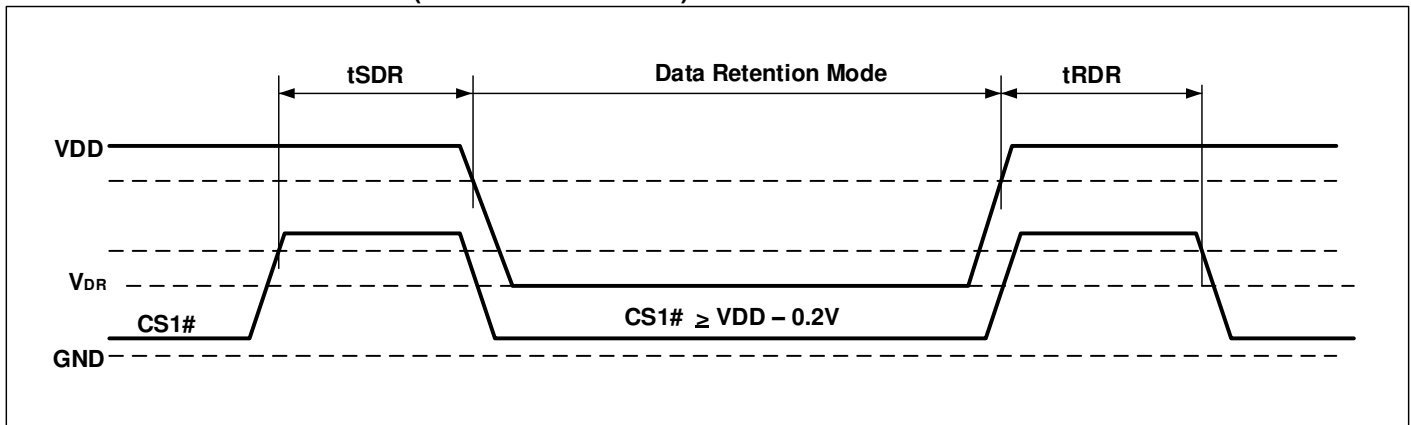 tSDR
Data Retention Mode
tRDR
VDD
VDR
CS1#
CS1# ≥ VDD – 0.2V
GND